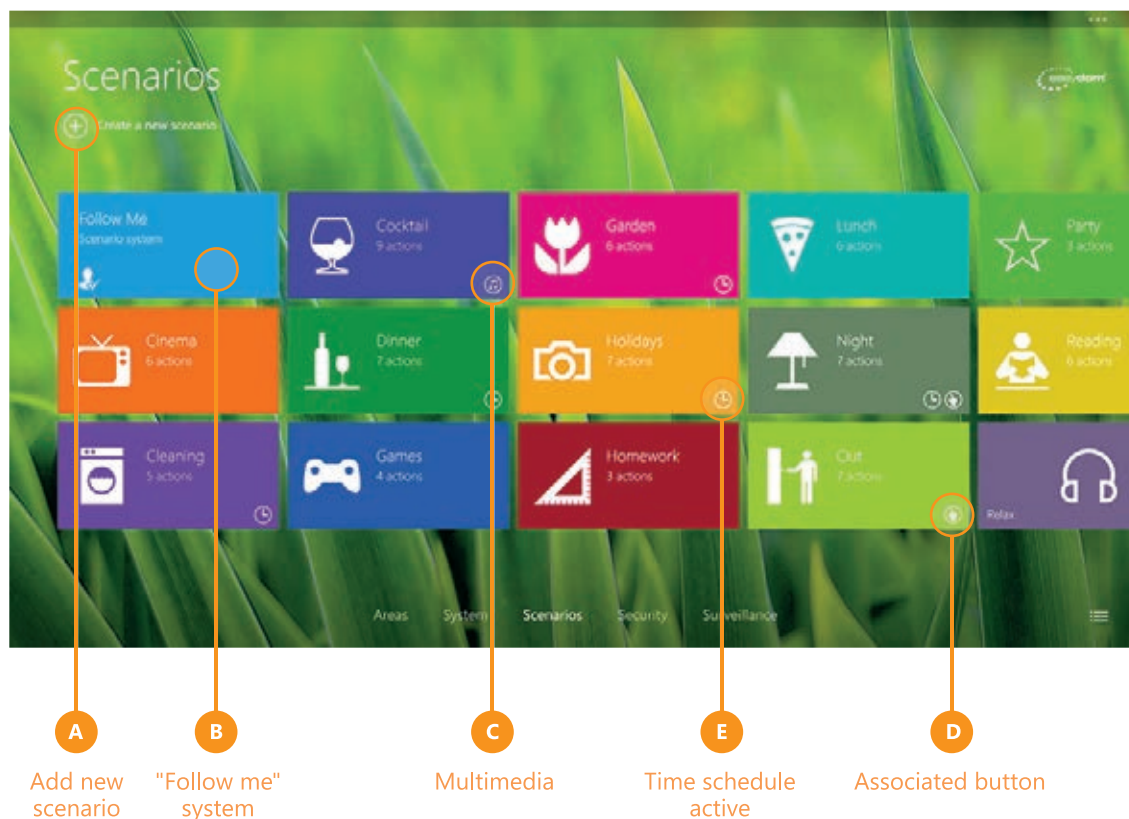 Scenarios
easydom
Create a new scenario
Follow Me
Scenario system
Cocktail
9 actions
Garden
6 actions
Lunch
6 actions
Party
3 actions
Cinema
6 actions
Dinner
7 actions
Holidays
7 actions
Night
7 actions
Reading
6 actions
Cleaning
5 actions
Games
4 actions
Homework
3 actions
Out
7 actions
Relax
Areas System Scenarios Security Surveillance
A B C E D
Add new
scenario
"Follow me"
system
Multimedia
Time schedule
active
Associated button